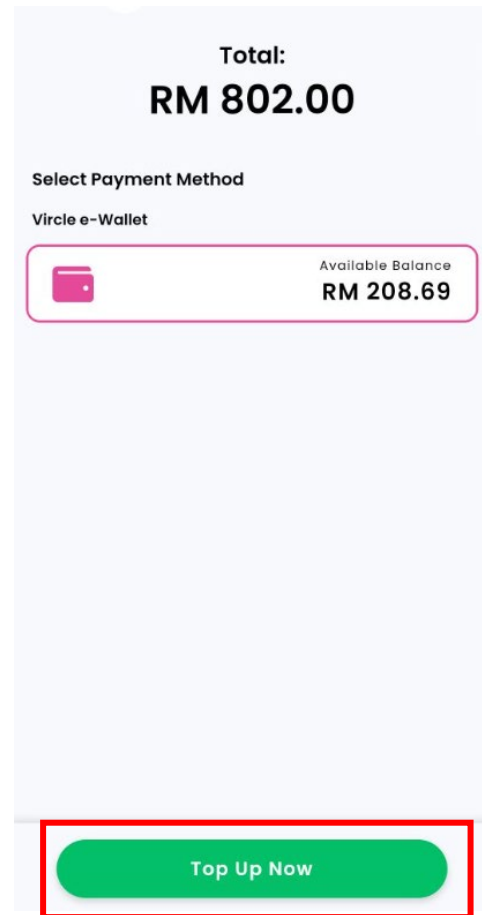 Total:
RM 802.00
Select Payment Method
Vircle e-Wallet
Available Balance
RM 208.69
Top Up Now